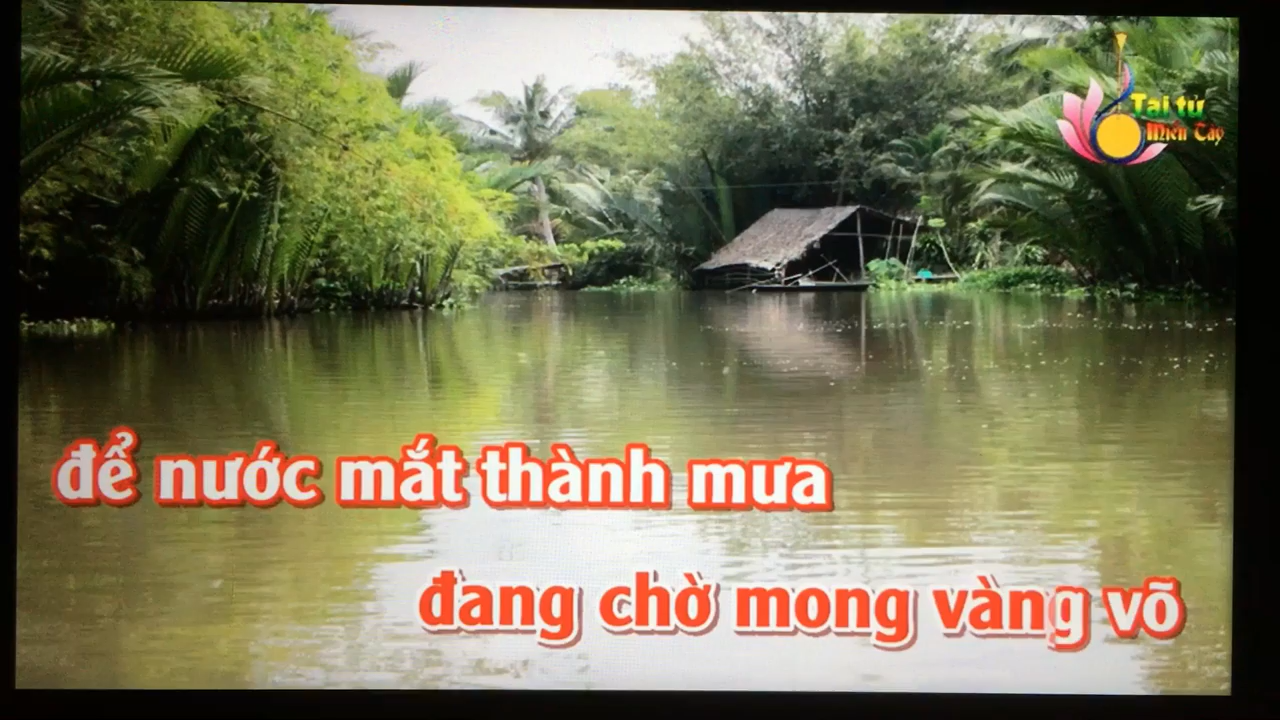 Tài tử
Miền Tây
để nước mắt thành mưa
đang chờ mong vàng võ